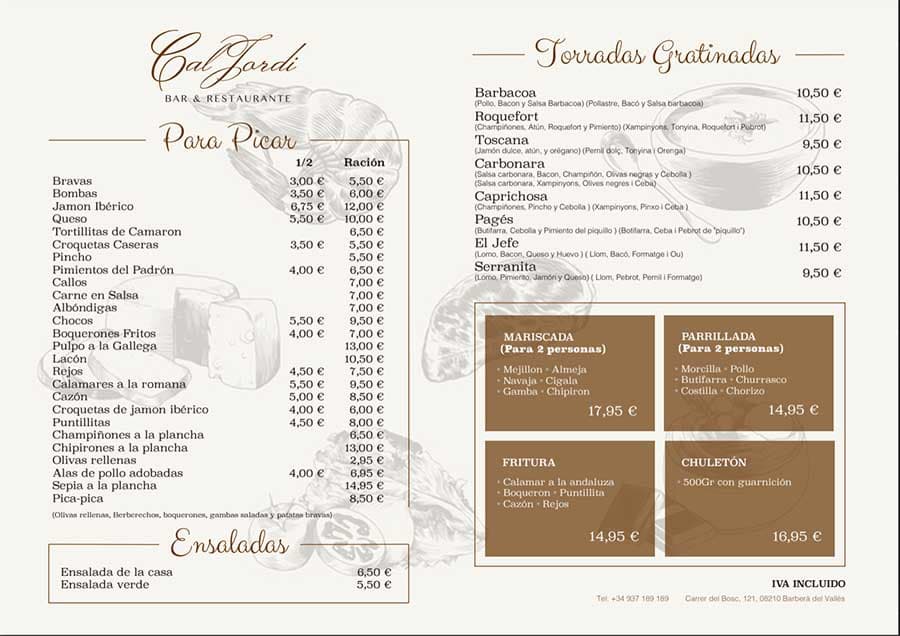 Cal Jordi
BAR & RESTAURANTE
Para Picar
1/2 Ración
Bravas 3,00 € 5,50 €
Bombas 3,50 € 6,00 €
Jamon Ibérico 6,75 € 12,00 €
Queso 5,50 € 10,00 €
Tortillitas de Camaron 6,50 €
Croquetas Caseras 3,50 € 5,50 €
Pincho 5,50 €
Pimientos del Padrón 4,00 € 6,50 €
Callos 7,00 €
Carne en Salsa 7,00 €
Albóndigas 7,00 €
Chocos 5,50 € 9,50 €
Boquerones Fritos 4,00 € 7,00 €
Pulpo a la Gallega 13,00 €
Lacón 10,50 €
Rejos 4,50 € 7,50 €
Calamares a la romana 5,50 € 9,50 €
Cazón 5,00 € 8,50 €
Croquetas de jamon ibérico 4,00 € 6,00 €
Puntillitas 4,50 € 8,00 €
Champiñones a la plancha 6,50 €
Chipirones a la plancha 13,00 €
Olivas rellenas 2,95 €
Alas de pollo adobadas 4,00 € 6,95 €
Sepia a la plancha 14,95 €
Pica-pica 8,50 €
(Olivas rellenas, Berberechos, boquerones, gambas saladas y patatas bravas)
Ensaladas
Ensalada de la casa 6,50 €
Ensalada verde 5,50 €
Torradas Gratinadas
Barbacoa 10,50 €
(Pollo, Bacon y Salsa Barbacoa) (Pollastre, Bacó y Salsa barbacoa)
Roquefort 11,50 €
(Champiñones, Atún, Roquefort y Pimiento) (Xampinyons, Tonyina, Roquefort i Pebrot)
Toscana 9,50 €
(Jamón dulce, atún, y orégano) (Pernil dolç, Tonyina i Orenga)
Carbonara 10,50 €
(Salsa carbonara, Bacon, Champiñón, Olivas negras y Cebolla )
(Salsa carbonara, Xampinyons, Olives negres i Ceba)
Caprichosa 11,50 €
(Champiñones, Pincho y Cebolla ) (Xampinyons, Pinxo i Ceba )
Pagés 10,50 €
(Butifarra, Cebolla y Pimiento del piquillo ) (Botifarra, Ceba i Pebrot de "piquillo")
El Jefe 11,50 €
(Lomo, Bacon, Queso y Huevo ) ( Llom, Bacó, Formatge i Ou)
Serranita 9,50 €
(Lomo, Pimiento, Jamón y Queso) ( Llom, Pebrot, Pernil i Formatge)
MARISCADA
(Para 2 personas)
• Mejillon • Almeja
• Navaja • Cigala
• Gamba • Chipiron
17,95 €
PARRILLADA
(Para 2 personas)
• Morcilla • Pollo
• Butifarra • Churrasco
• Costilla • Chorizo
14,95 €
FRITURA
• Calamar a la andaluza
• Boqueron • Puntillita
• Cazón • Rejos
14,95 €
CHULETÓN
• 500Gr con guarnición
16,95 €
IVA INCLUIDO
Tel: +34 937 189 189 Carrer del Bosc, 121, 08210 Barberà del Vallès